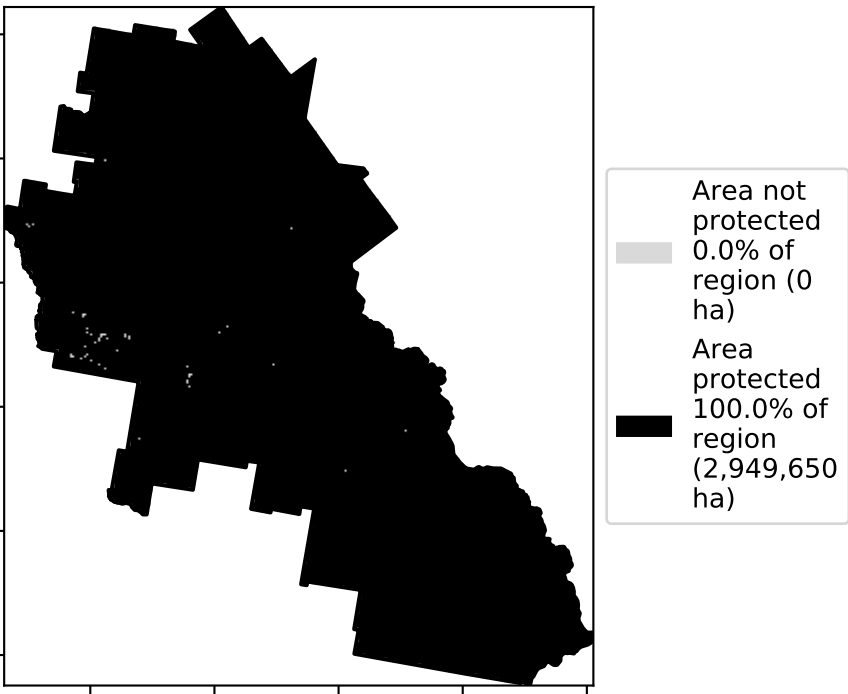 Area not
protected
0.0% of
region (0
ha)
Area
protected
100.0% of
region
(2,949,650
ha)